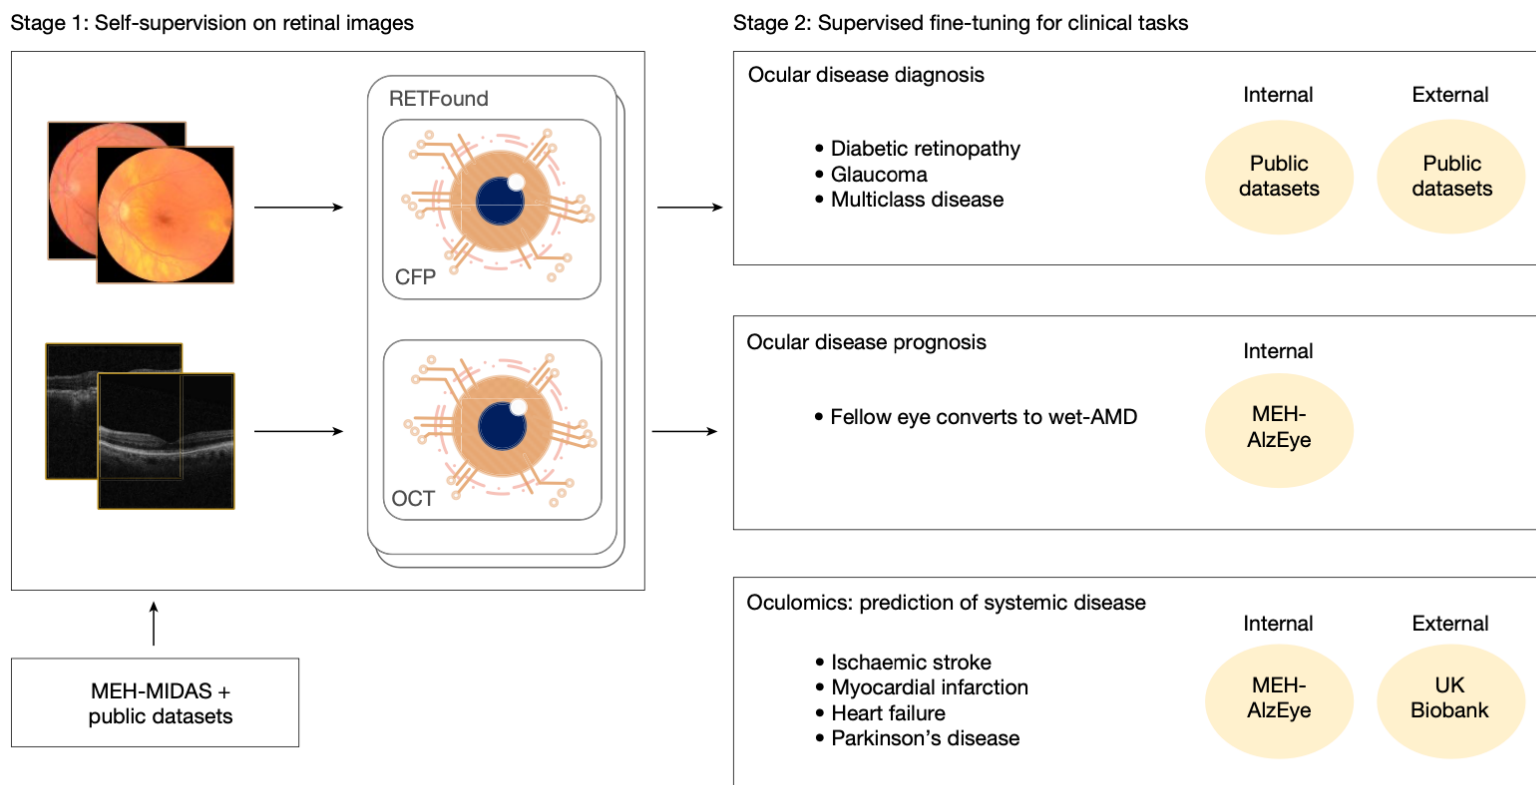 Stage 1: Self-supervision on retinal images
RETFound
CFP
OCT
MEH-MIDAS +
public datasets
Stage 2: Supervised fine-tuning for clinical tasks
Ocular disease diagnosis
• Diabetic retinopathy
• Glaucoma
• Multiclass disease
Internal
Public
datasets
External
Public
datasets
Ocular disease prognosis
• Fellow eye converts to wet-AMD
Internal
MEH-
AlzEye
Oculomics: prediction of systemic disease
• Ischaemic stroke
• Myocardial infarction
• Heart failure
• Parkinson’s disease
Internal
MEH-
AlzEye
External
UK
Biobank